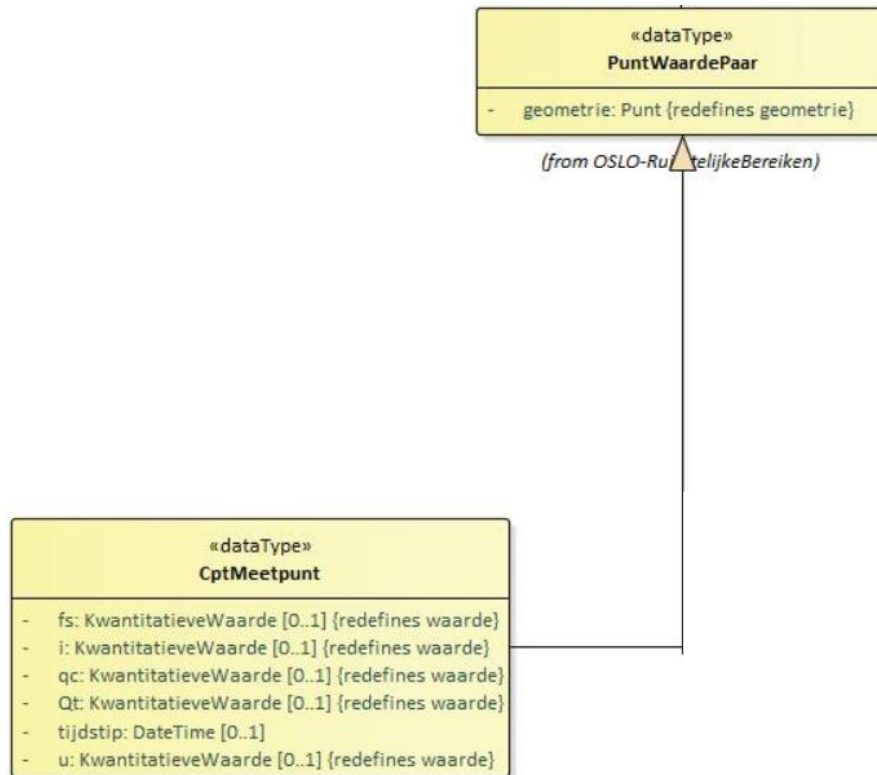 «dataType»
PuntWaardePaar
- geometrie: Punt {redefines geometrie}
(from OSLO-RuimtelijkeBereiken)
«dataType»
CptMeetpunt
- fs: KwantitatieveWaarde [0..1] {redefines waarde}
- i: KwantitatieveWaarde [0..1] {redefines waarde}
- qc: KwantitatieveWaarde [0..1] {redefines waarde}
- Qt: KwantitatieveWaarde [0..1] {redefines waarde}
- tijdstip: DateTime [0..1]
- u: KwantitatieveWaarde [0..1] {redefines waarde}